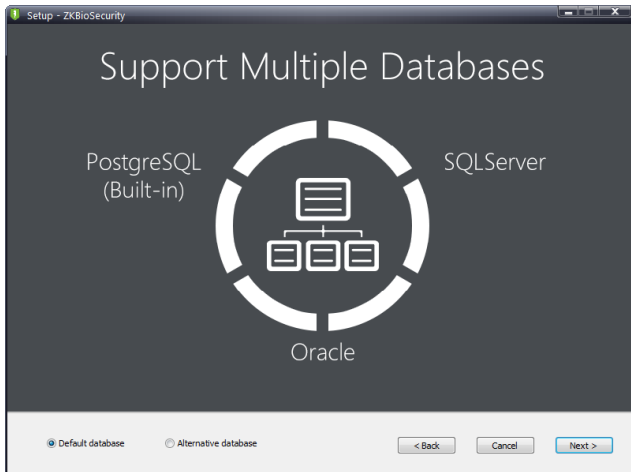 Setup - ZKBioSecurity
Support Multiple Databases
PostgreSQL
(Built-in)
SQLServer
Oracle
Default database
Alternative database
< Back
Cancel
Next >